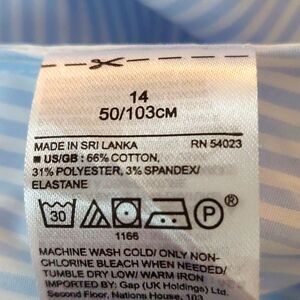 14
50/103CM
MADE IN SRI LANKA RN 54023
■ US/GB : 66% COTTON,
31% POLYESTER, 3% SPANDEX/
ELASTANE
30 P
1166
MACHINE WASH COLD/ ONLY NON-
CHLORINE BLEACH WHEN NEEDED/
TUMBLE DRY LOW/ WARM IRON
IMPORTED BY: Gap (UK Holdings) Ltd.
Second Floor, Nations House, 103